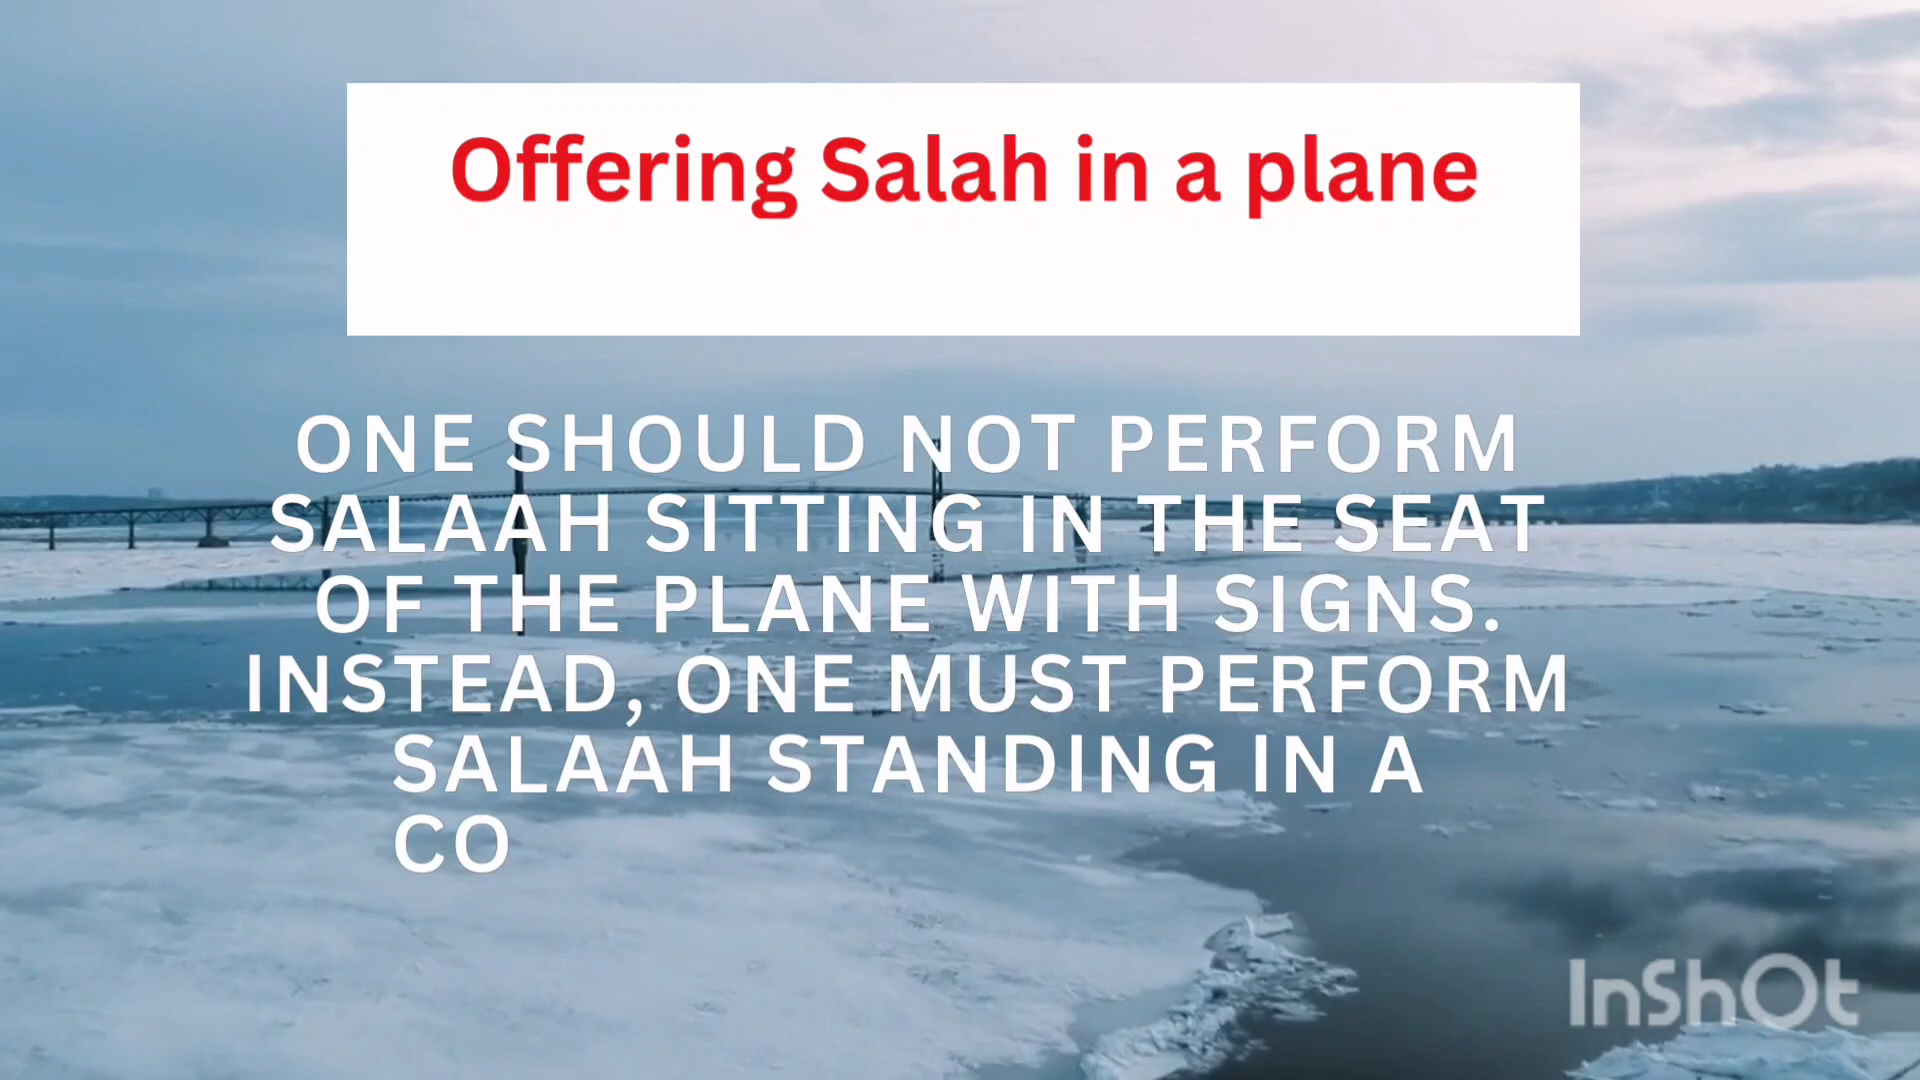 Offering Salah in a plane
ONE SHOULD NOT PERFORM
SALAAH SITTING IN THE SEAT
OF THE PLANE WITH SIGNS.
INSTEAD, ONE MUST PERFORM
SALAAH STANDING IN A
CO
InShOt